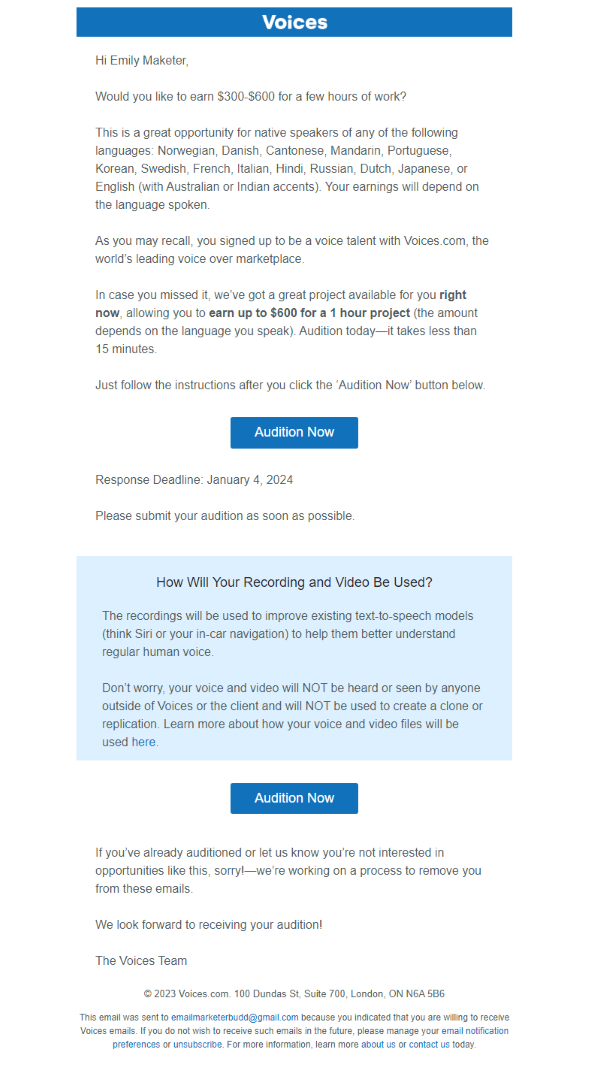 Voices
Hi Emily Maketer,
Would you like to earn $300-$600 for a few hours of work?
This is a great opportunity for native speakers of any of the following
languages: Norwegian, Danish, Cantonese, Mandarin, Portuguese,
Korean, Swedish, French, Italian, Hindi, Russian, Dutch, Japanese, or
English (with Australian or Indian accents). Your earnings will depend on
the language spoken.
As you may recall, you signed up to be a voice talent with Voices.com, the
world's leading voice over marketplace.
In case you missed it, we've got a great project available for you right
now, allowing you to earn up to $600 for a 1 hour project (the amount
depends on the language you speak). Audition today—it takes less than
15 minutes.
Just follow the instructions after you click the 'Audition Now' button below.
Audition Now
Response Deadline: January 4, 2024
Please submit your audition as soon as possible.
How Will Your Recording and Video Be Used?
The recordings will be used to improve existing text-to-speech models
(think Siri or your in-car navigation) to help them better understand
regular human voice.
Don't worry, your voice and video will NOT be heard or seen by anyone
outside of Voices or the client and will NOT be used to create a clone or
replication. Learn more about how your voice and video files will be
used here.
Audition Now
If you've already auditioned or let us know you're not interested in
opportunities like this, sorry!—we're working on a process to remove you
from these emails.
We look forward to receiving your audition!
The Voices Team
© 2023 Voices.com. 100 Dundas St, Suite 700, London, ON N6A 5B6
This email was sent to emailmarketerbudd@gmail.com because you indicated that you are willing to receive
Voices emails. If you do not wish to receive such emails in the future, please manage your email notification
preferences or unsubscribe. For more information, learn more about us or contact us today.